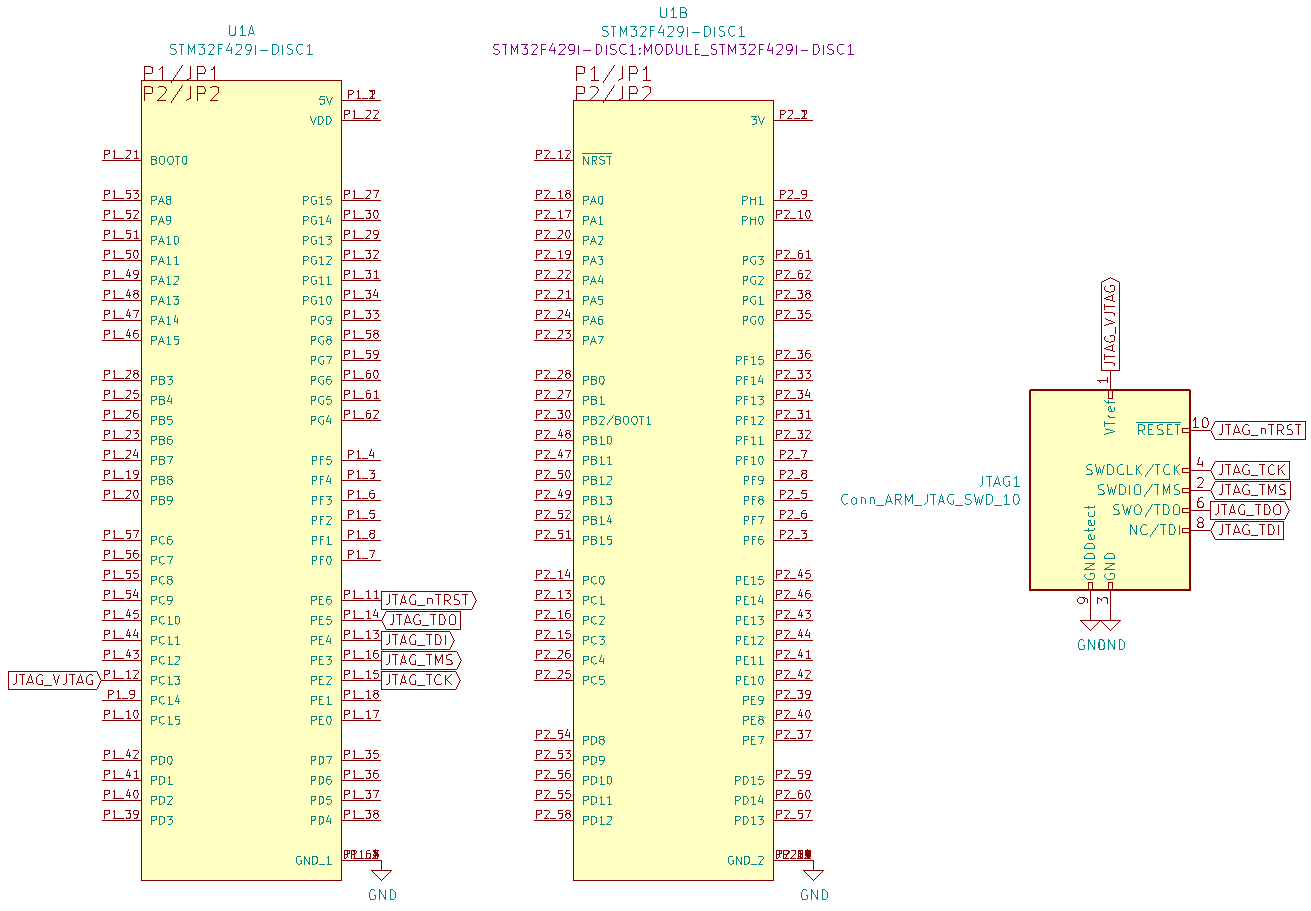 U1A
STM32F429I-DISC1
P1/JP1
P2/JP2
5V
VDD P1_22
P1_21 BOOT0
P1_53 PA8 PG15 P1_27
P1_52 PA9 PG14 P1_30
P1_51 PA10 PG13 P1_29
P1_50 PA11 PG12 P1_32
P1_49 PA12 PG11 P1_31
P1_48 PA13 PG10 P1_34
P1_47 PA14 PG9 P1_33
P1_46 PA15 PG8 P1_58
PG7 P1_59
P1_28 PB3 PG6 P1_60
P1_25 PB4 PG5 P1_61
P1_26 PB5 PG4 P1_62
P1_23 PB6
P1_24 PB7 PF5 P1_4
P1_19 PB8 PF4 P1_3
P1_20 PB9 PF3 P1_6
PF2 P1_5
P1_57 PC6 PF1 P1_8
P1_56 PC7 PF0 P1_7
P1_55 PC8
P1_54 PC9 PE6 P1_11 JTAG_nTRST
P1_45 PC10 PE5 P1_14 JTAG_TDO
P1_44 PC11 PE4 P1_13 JTAG_TDI
P1_43 PC12 PE3 P1_16 JTAG_TMS
JTAG_VJTAG P1_12 PC13 PE2 P1_15 JTAG_TCK
P1_9 PC14 PE1 P1_18
P1_10 PC15 PE0 P1_17
P1_42 PD0 PD7 P1_35
P1_41 PD1 PD6 P1_36
P1_40 PD2 PD5 P1_37
P1_39 PD3 PD4 P1_38
GND_1
GND
U1B
STM32F429I-DISC1
STM32F429I-DISC1:MODULE_STM32F429I-DISC1
P1/JP1
P2/JP2
3V
P2_12 NRST
P2_18 PA0 PH1 P2_9
P2_17 PA1 PH0 P2_10
P2_20 PA2
P2_19 PA3 PG3 P2_61
P2_22 PA4 PG2 P2_62
P2_21 PA5 PG1 P2_38
P2_24 PA6 PG0 P2_35
P2_23 PA7
PF15 P2_36
P2_28 PB0 PF14 P2_33
P2_27 PB1 PF13 P2_34
P2_30 PB2/BOOT1 PF12 P2_31
P2_48 PB10 PF11 P2_32
P2_47 PB11 PF10 P2_7
P2_50 PB12 PF9 P2_8
P2_49 PB13 PF8 P2_5
P2_52 PB14 PF7 P2_6
P2_51 PB15 PF6 P2_3
P2_14 PC0 PE15 P2_45
P2_13 PC1 PE14 P2_46
P2_16 PC2 PE13 P2_43
P2_15 PC3 PE12 P2_44
P2_26 PC4 PE11 P2_41
P2_25 PC5 PE10 P2_42
PE9 P2_39
PE8 P2_40
P2_54 PD8 PE7 P2_37
P2_53 PD9
P2_56 PD10 PD15 P2_59
P2_55 PD11 PD14 P2_60
P2_58 PD12 PD13 P2_57
GND_2
GND
JTAG_VJTAG
1
VTref
RESET 10 JTAG_nTRST
SWDCLK/TCK 4 JTAG_TCK
SWDIO/TMS 2 JTAG_TMS
SWO/TDO 6 JTAG_TDO
NC/TDI 8 JTAG_TDI
JTAG1
Conn_ARM_JTAG_SWD_10
GNDDetect
GND
9
3
GND
GND